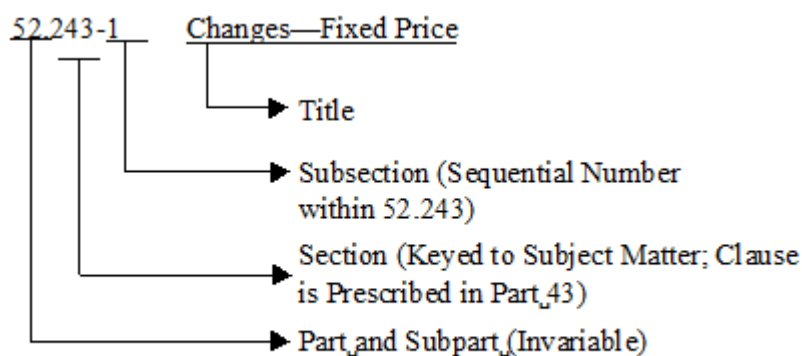 52.243-1 Changes—Fixed Price
Title
Subsection (Sequential Number
within 52.243)
Section (Keyed to Subject Matter; Clause
is Prescribed in Part 43)
Part and Subpart (Invariable)